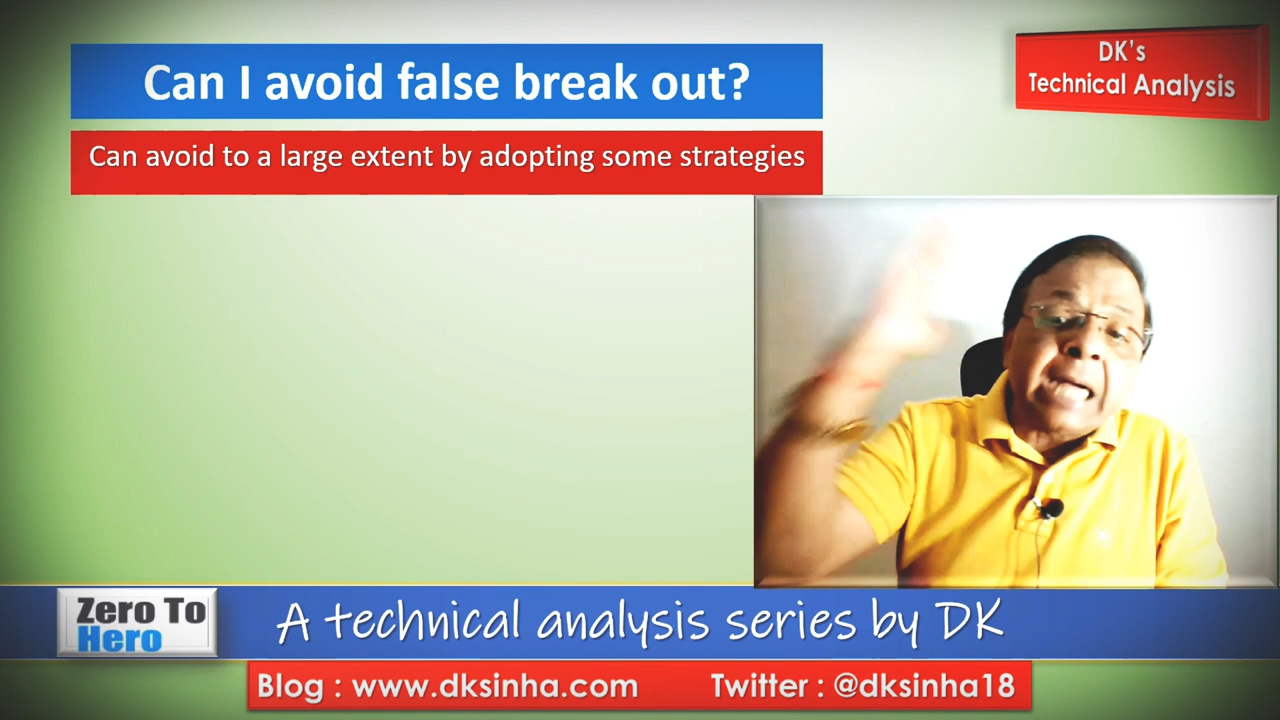 Can I avoid false break out?
DK's
Technical Analysis
Can avoid to a large extent by adopting some strategies
Zero To
Hero
A technical analysis series by DK
Blog : www.dksinha.com Twitter : @dksinha18